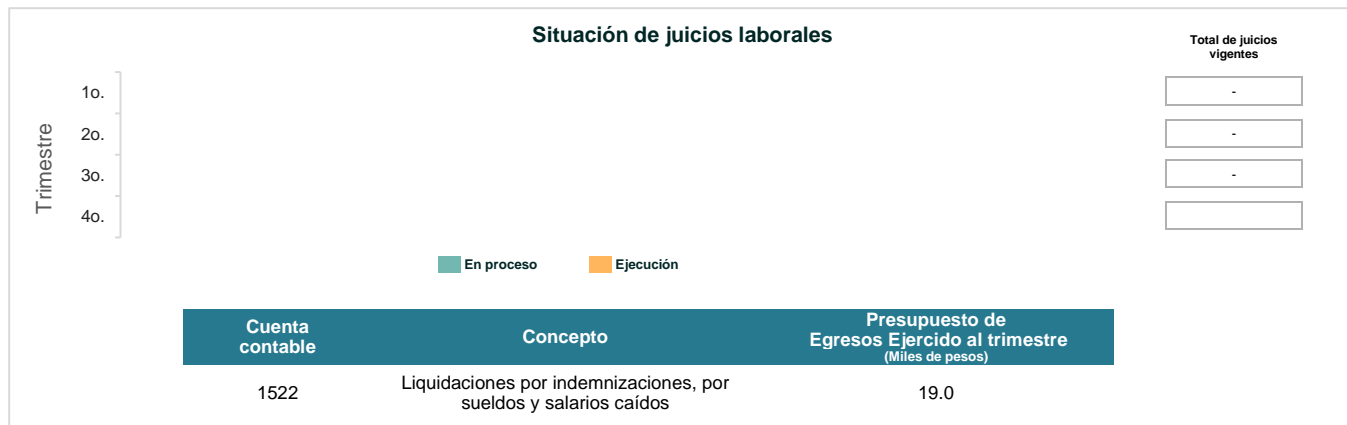 Situación de juicios laborales
Total de juicios
vigentes
Trimestre
1o.
-
2o.
-
3o.
-
4o.
En proceso
Ejecución
Cuenta
contable
Concepto
Presupuesto de
Egresos Ejercido al trimestre
(Miles de pesos)
1522
Liquidaciones por indemnizaciones, por
sueldos y salarios caídos
19.0